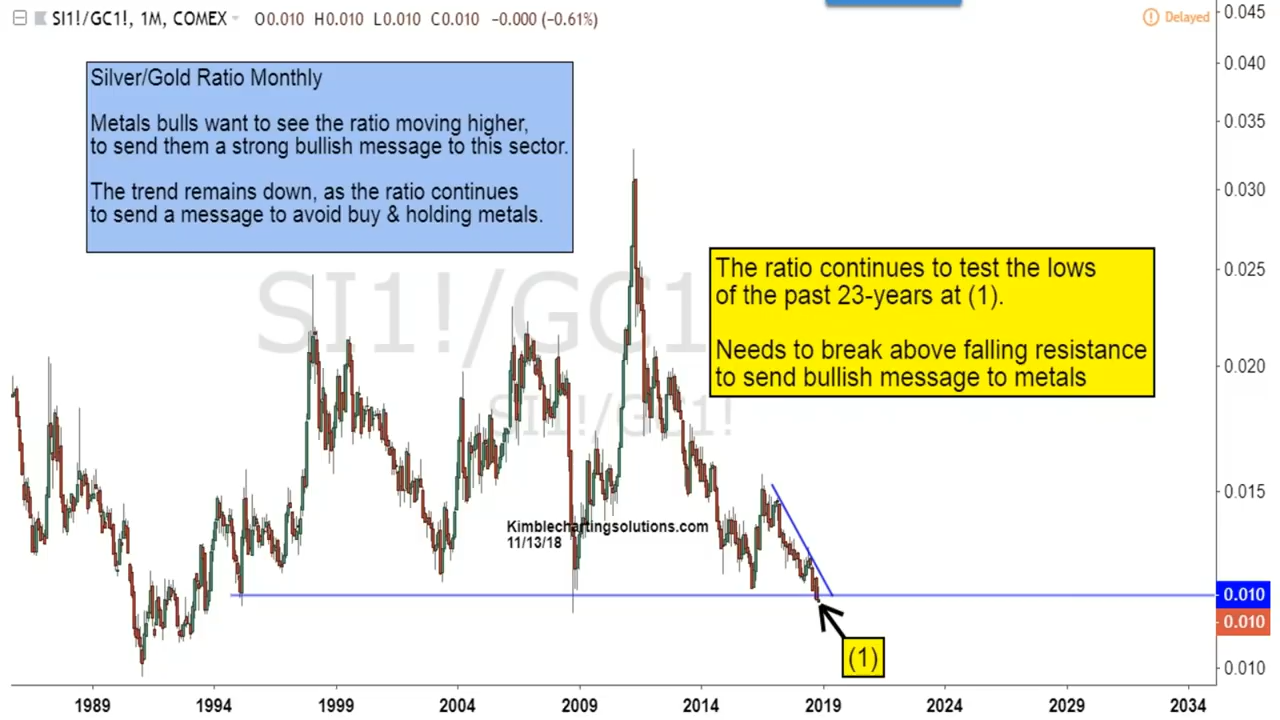 SI1!/GC1!, 1M, COMEX O0.010 H0.010 L0.010 C0.010 −0.000 (−0.61%)
Delayed
Silver/Gold Ratio Monthly
Metals bulls want to see the ratio moving higher,
to send them a strong bullish message to this sector.
The trend remains down, as the ratio continues
to send a message to avoid buy & holding metals.
SI1!/GC1
SI1!/GC1!
The ratio continues to test the lows
of the past 23-years at (1).
Needs to break above falling resistance
to send bullish message to metals
Kimblechartingsolutions.com
11/13/18
(1)
0.045
0.040
0.035
0.030
0.025
0.020
0.015
0.010
0.010
0.010
1989 1994 1999 2004 2009 2014 2019 2024 2029 2034